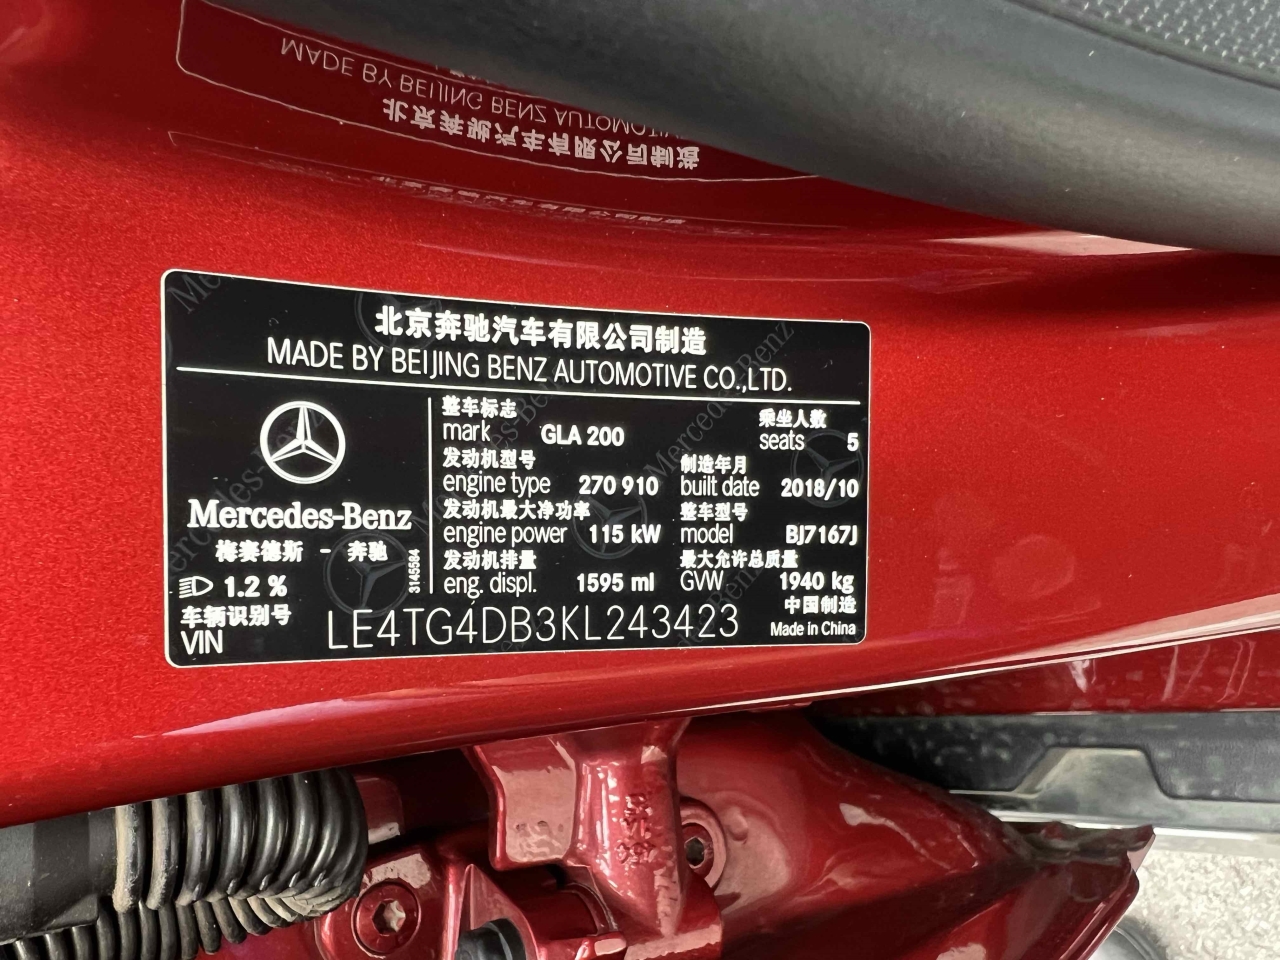 MADE BY BEIJING BENZ AUTOMOTIVE
北京奔驰汽车有限公司制造
北京奔驰汽车有限公司制造
MADE BY BEIJING BENZ AUTOMOTIVE CO.,LTD.
整车标志
mark GLA 200
乘坐人数
seats 5
发动机型号
engine type 270 910
制造年月
built date 2018/10
发动机最大净功率
engine power 115 kW
整车型号
model BJ7167J
发动机排量
eng. displ. 1595 ml
最大允许总质量
GVW 1940 kg
Mercedes-Benz
梅赛德斯 - 奔驰
1.2 %
3145584
车辆识别号
VIN LE4TG4DB3KL243423
中国制造
Made in China